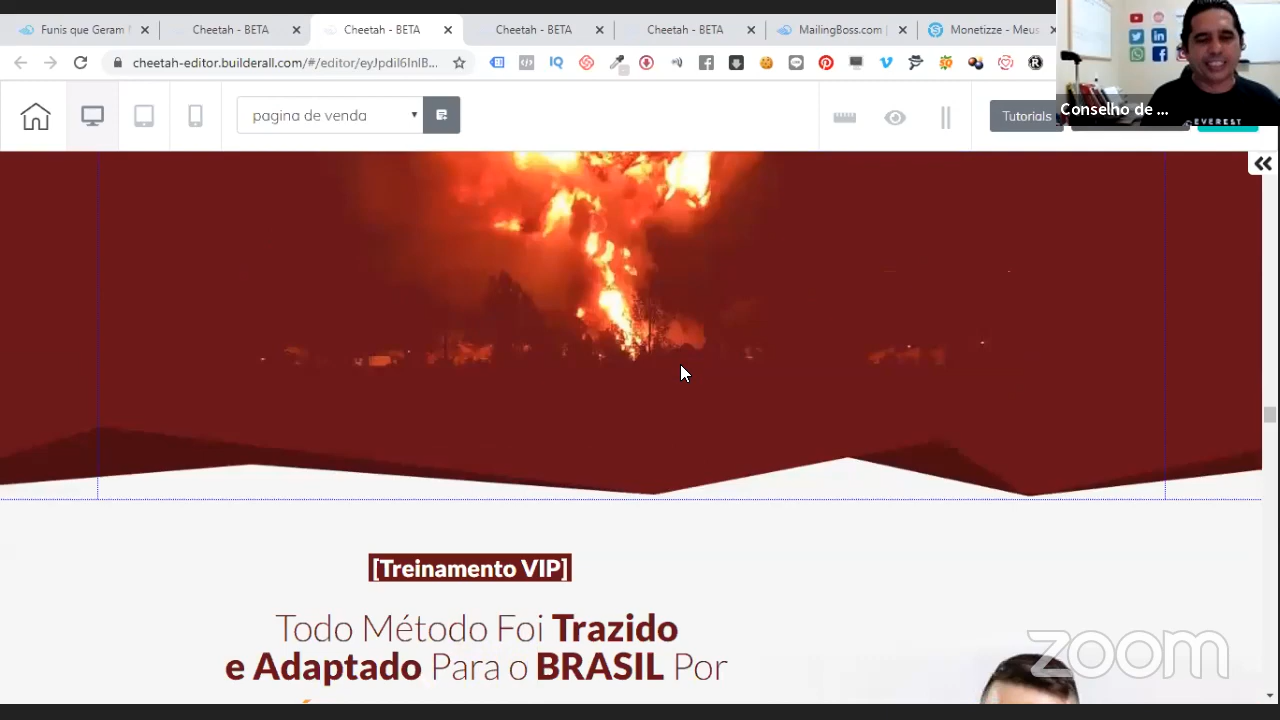 Funis que Geram
Cheetah - BETA
Cheetah - BETA
Cheetah - BETA
Cheetah - BETA
MailingBoss.com |
Monetizze - Meus
cheetah-editor.builderall.com/#/editor/
IQ
pagina de venda
Tutorials
EVEREST
Conselho de ...
[Treinamento VIP]
Todo Método Foi Trazido
e Adaptado Para o BRASIL Por
zoom